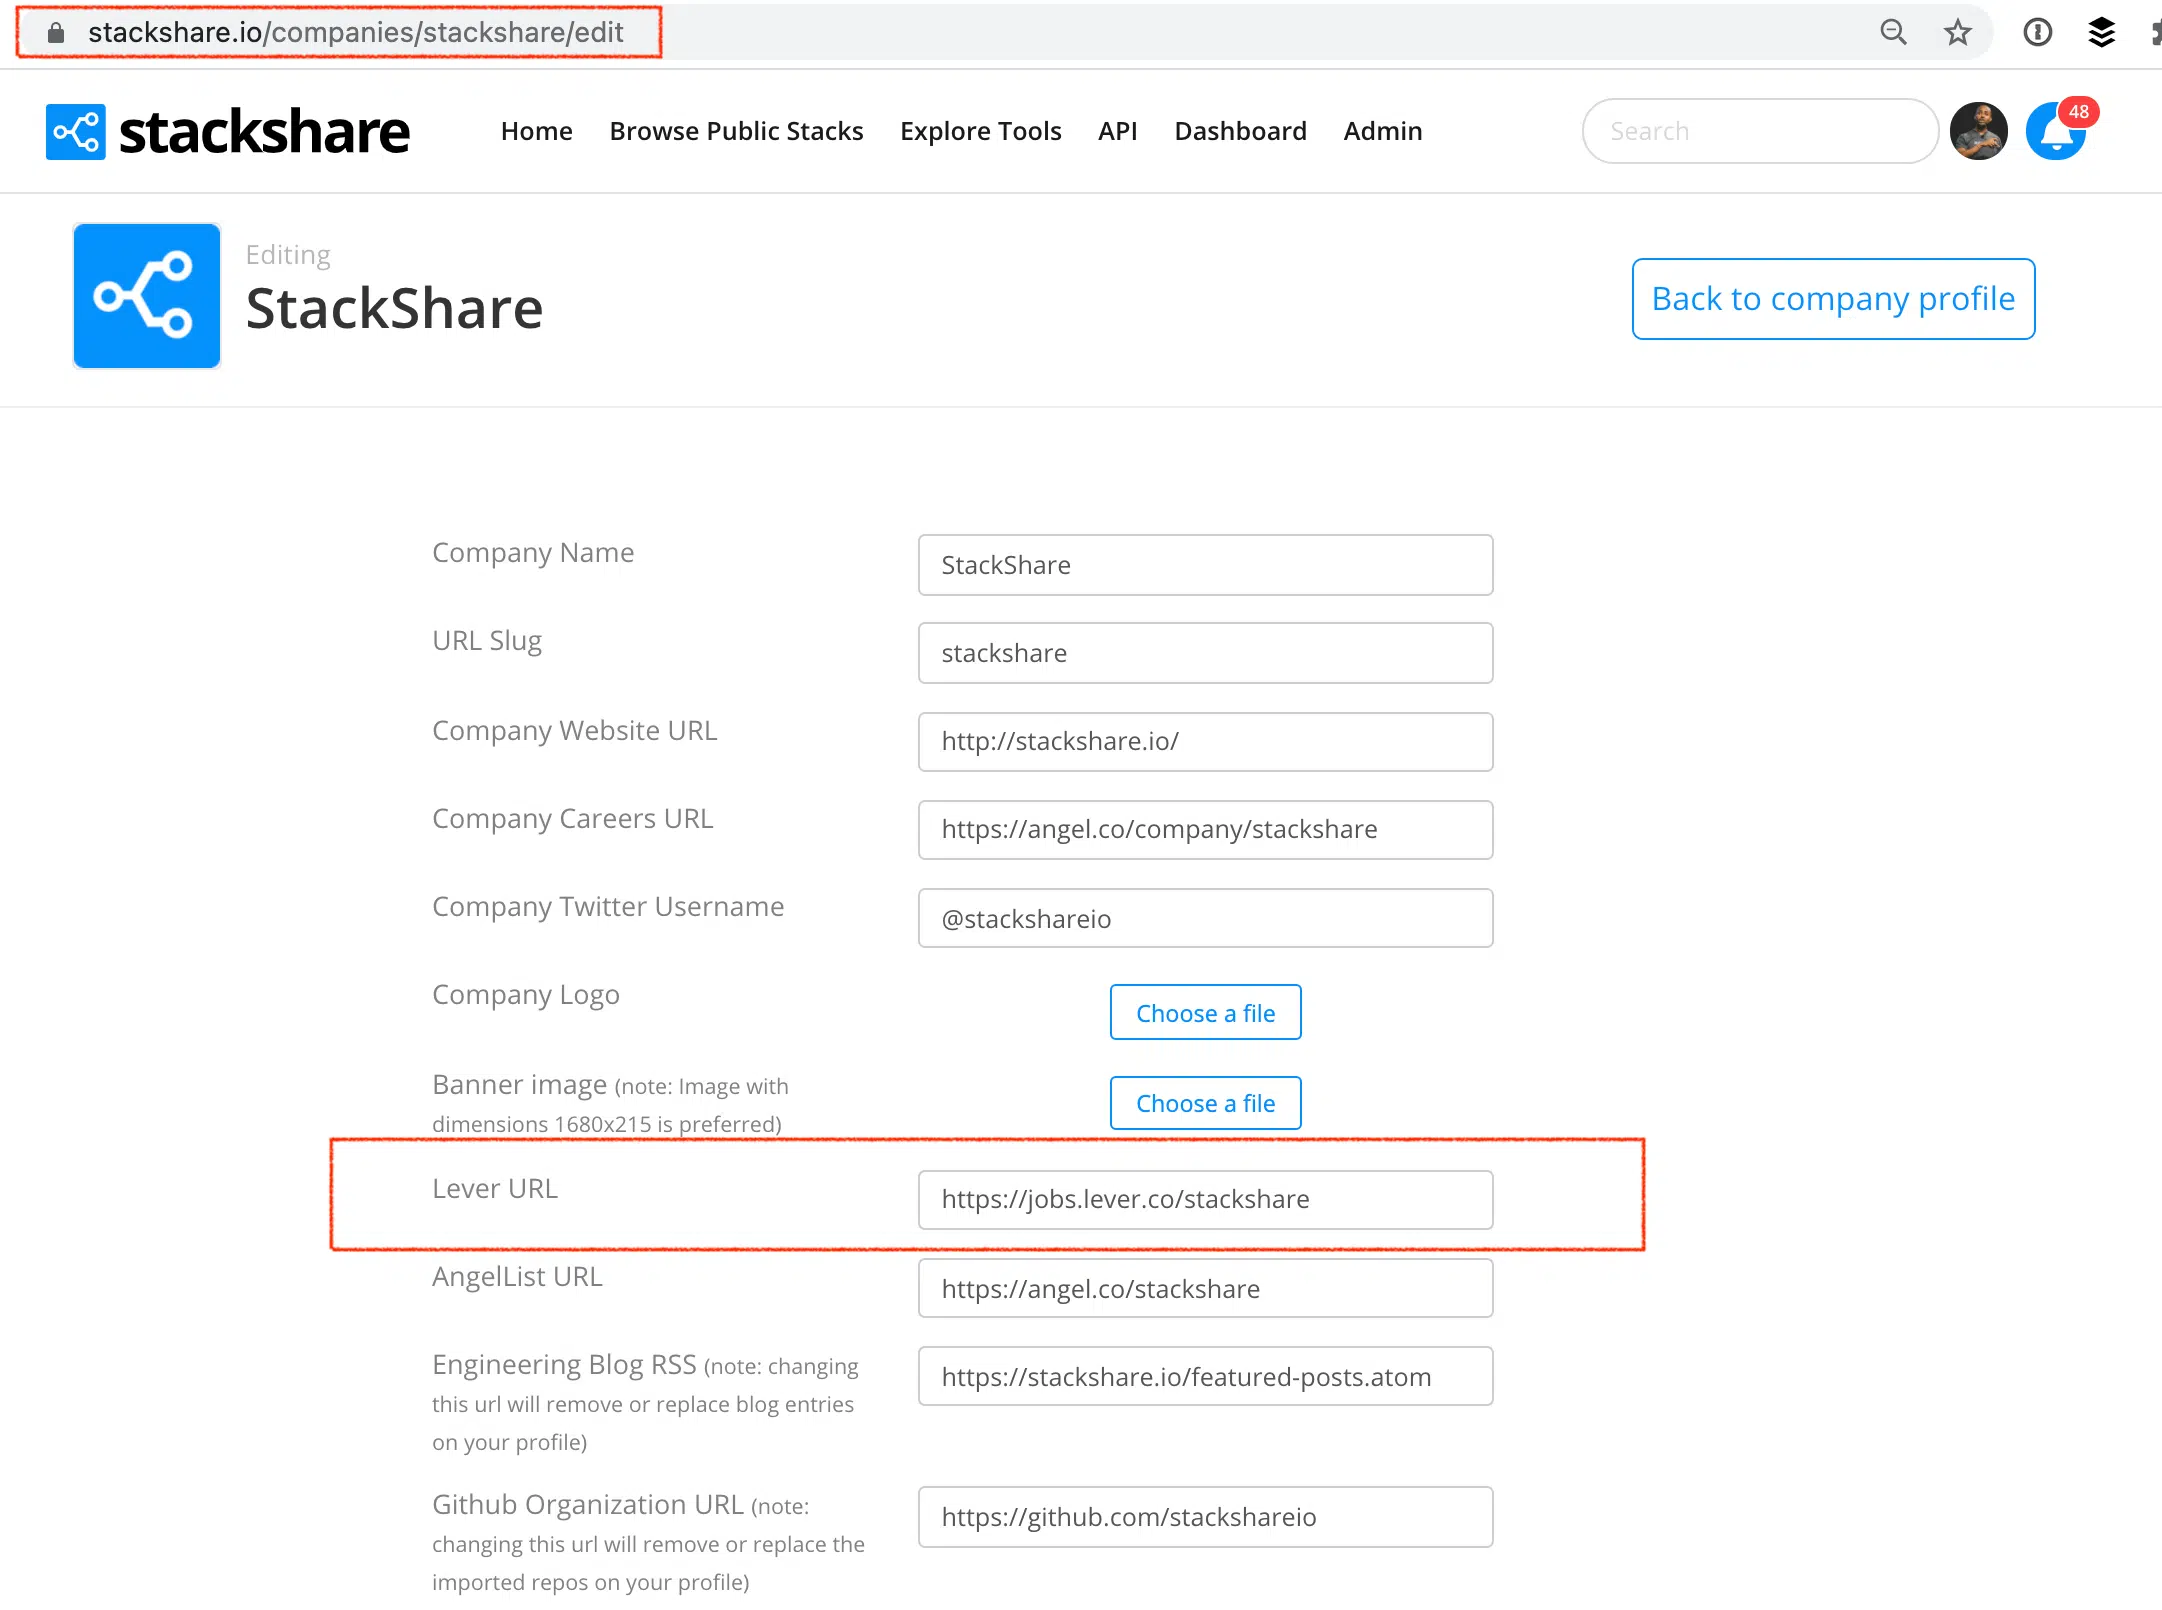 stackshare.io/companies/stackshare/edit
stackshare Home Browse Public Stacks Explore Tools API Dashboard Admin Search 48
Editing
StackShare
Back to company profile
Company Name StackShare
URL Slug stackshare
Company Website URL http://stackshare.io/
Company Careers URL https://angel.co/company/stackshare
Company Twitter Username @stackshareio
Company Logo Choose a file
Banner image (note: Image with
dimensions 1680x215 is preferred)
Choose a file
Lever URL https://jobs.lever.co/stackshare
AngelList URL https://angel.co/stackshare
Engineering Blog RSS (note: changing
this url will remove or replace blog entries
on your profile)
https://stackshare.io/featured-posts.atom
Github Organization URL (note:
changing this url will remove or replace the
imported repos on your profile)
https://github.com/stackshareio